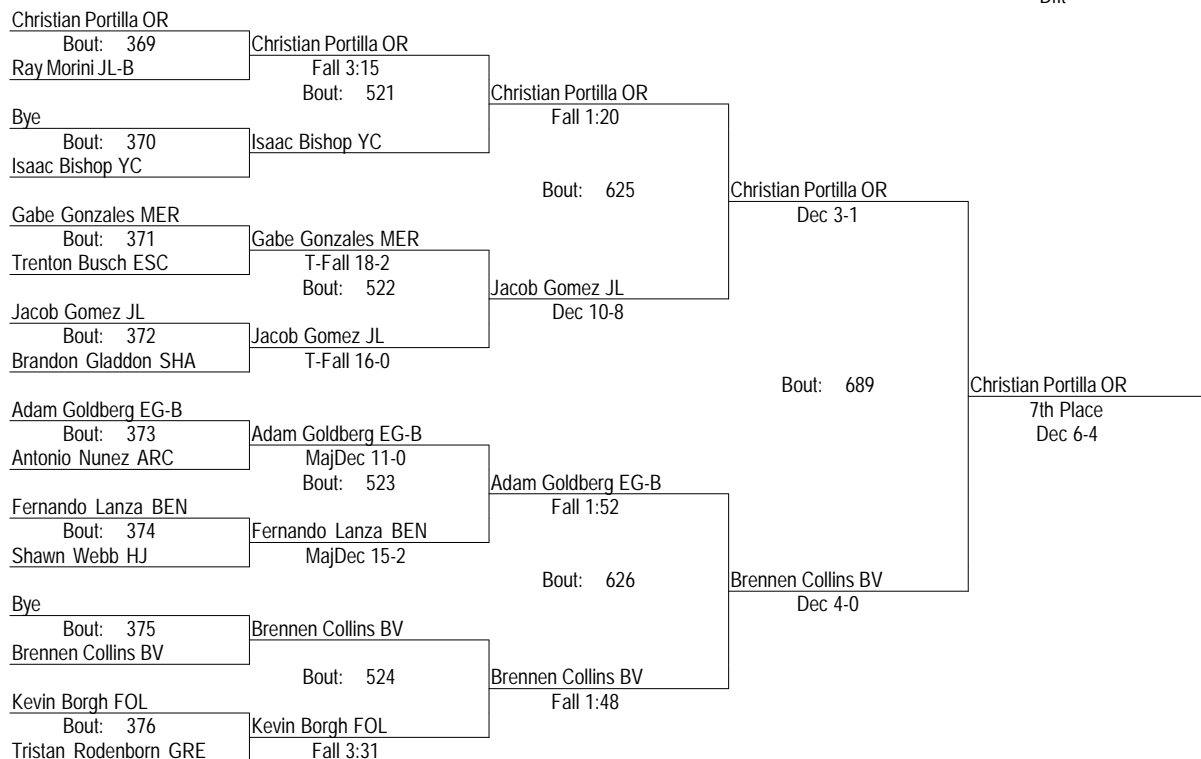 Christian Portilla OR
Bout: 369
Ray Morini JL-B
Bye
Bout: 370
Isaac Bishop YC
Gabe Gonzales MER
Bout: 371
Trenton Busch ESC
Jacob Gomez JL
Bout: 372
Brandon Gladdon SHA
Adam Goldberg EG-B
Bout: 373
Antonio Nunez ARC
Fernando Lanza BEN
Bout: 374
Shawn Webb HJ
Bye
Bout: 375
Brennen Collins BV
Kevin Borgh FOL
Bout: 376
Tristan Rodenborn GRE
Christian Portilla OR
Fall 3:15
Bout: 521
Isaac Bishop YC
Gabe Gonzales MER
T-Fall 18-2
Bout: 522
Jacob Gomez JL
T-Fall 16-0
Adam Goldberg EG-B
MajDec 11-0
Bout: 523
Fernando Lanza BEN
MajDec 15-2
Brennen Collins BV
Bout: 524
Kevin Borgh FOL
Fall 3:31
Christian Portilla OR
Fall 1:20
Bout: 625
Jacob Gomez JL
Dec 10-8
Adam Goldberg EG-B
Fall 1:52
Bout: 626
Brennen Collins BV
Fall 1:48
Christian Portilla OR
Dec 3-1
Bout: 689
Brennen Collins BV
Dec 4-0
Christian Portilla OR
7th Place
Dec 6-4